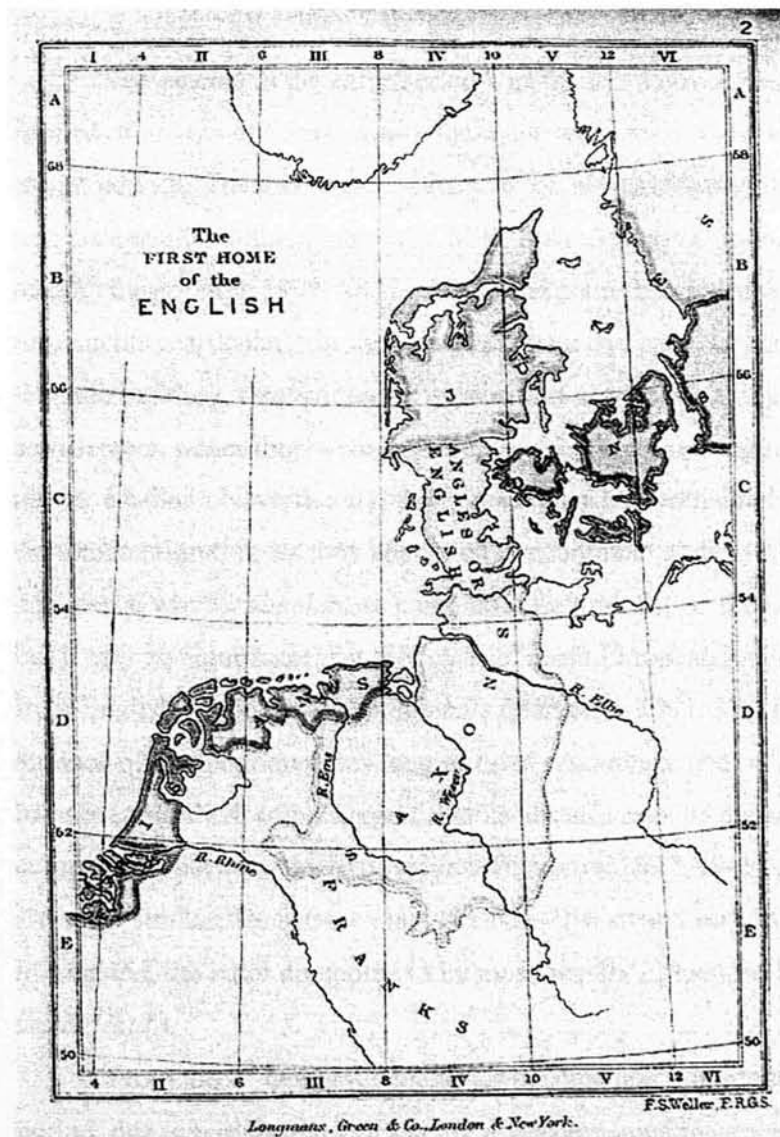 2
I 4 II 6 III 8 IV 10 V 12 VI
A A
58 58
The
FIRST HOME
of the
ENGLISH
B B
S
56 56
J
ANGLES OR
ENGLISH
C C
54 54
S
D D
R. Elbe
R. Ems
R. Weser
S A X O N S
52 52
R. Rhine
F R A N K S
E E
50 50
4 II 6 III 8 IV 10 V 12 VI
F.S. Weller, F.R.G.S.
Longmans, Green & Co., London & New York.